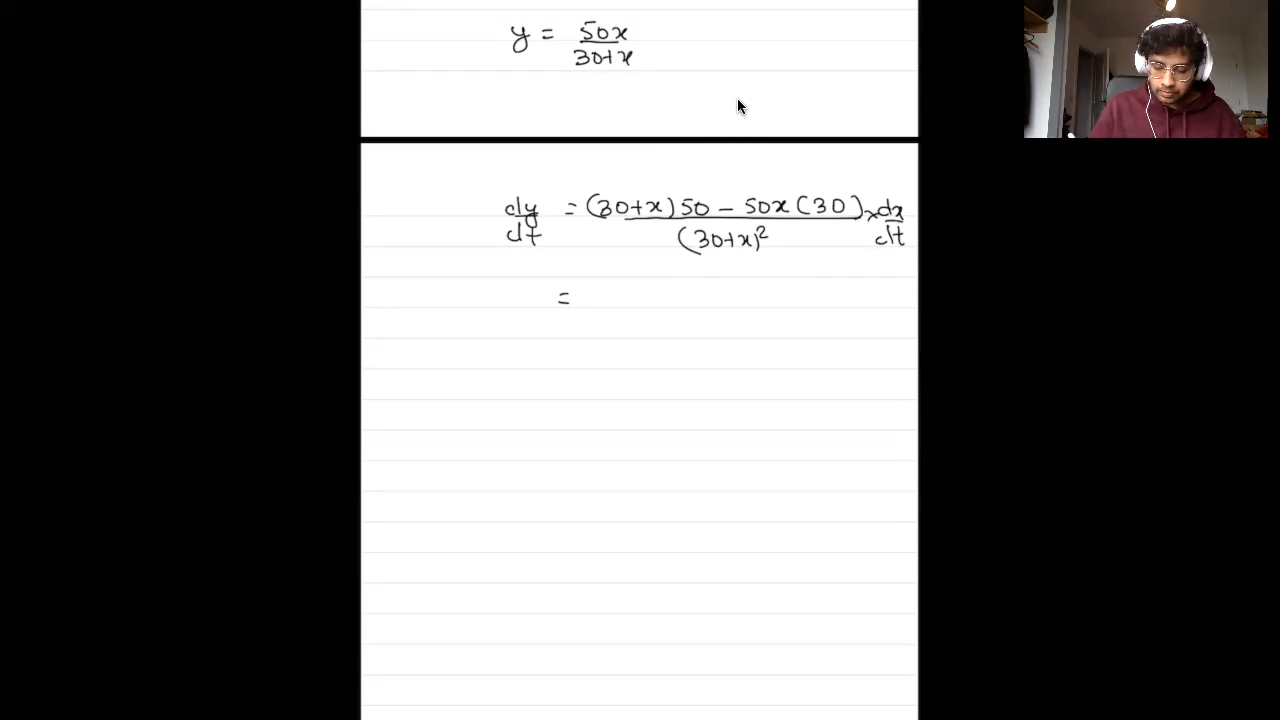 y = 50x / 30+x
dy/dt = (30+x) 50 - 50x (30) / (30+x)² × dx/dt
=